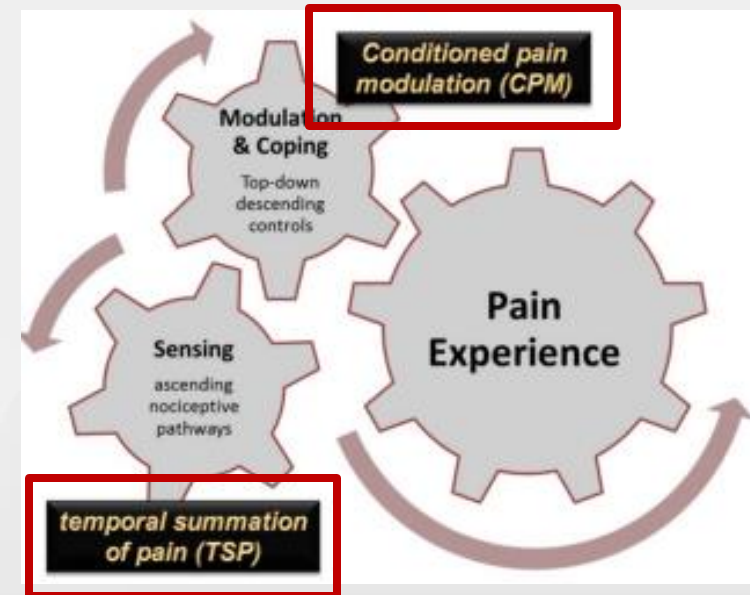 Conditioned pain
modulation (CPM)
Modulation
& Coping
Top-down
descending
controls
Pain
Experience
Sensing
ascending
nociceptive
pathways
temporal summation
of pain (TSP)